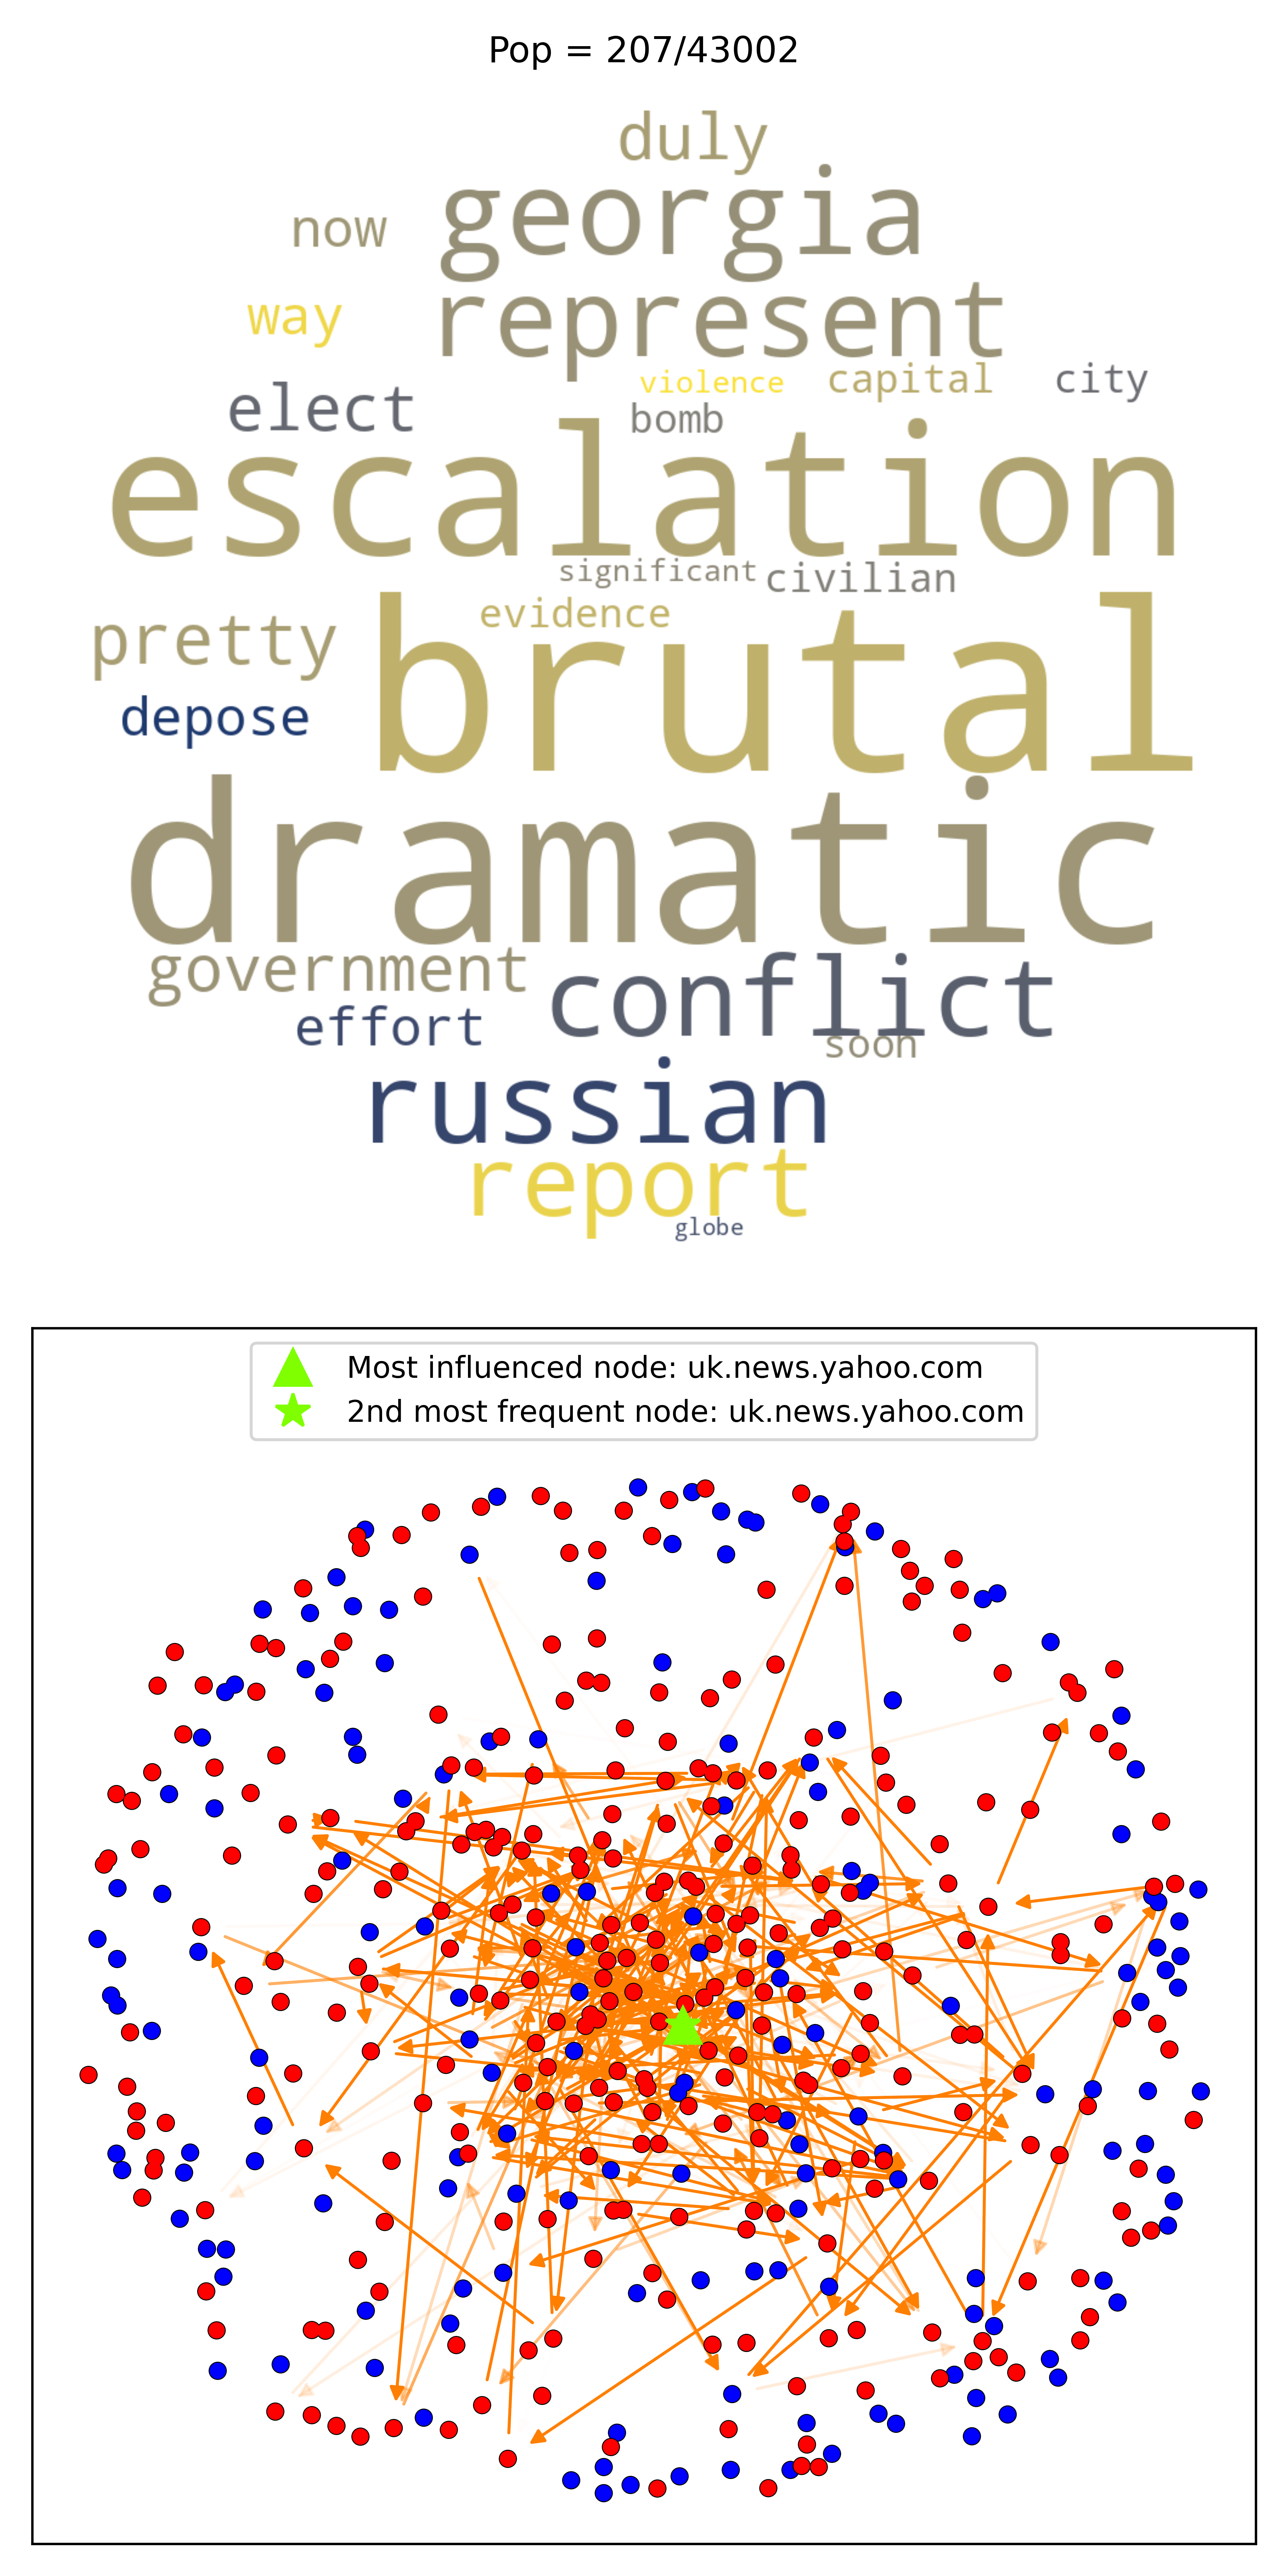 Pop = 207/43002
duly
georgia
now
represent
way
violence capital city
elect bomb
escalation
significant civilian
evidence
pretty brutal
depose
dramatic
government conflict
effort soon
russian
report
globe
Most influenced node: uk.news.yahoo.com
2nd most frequent node: uk.news.yahoo.com